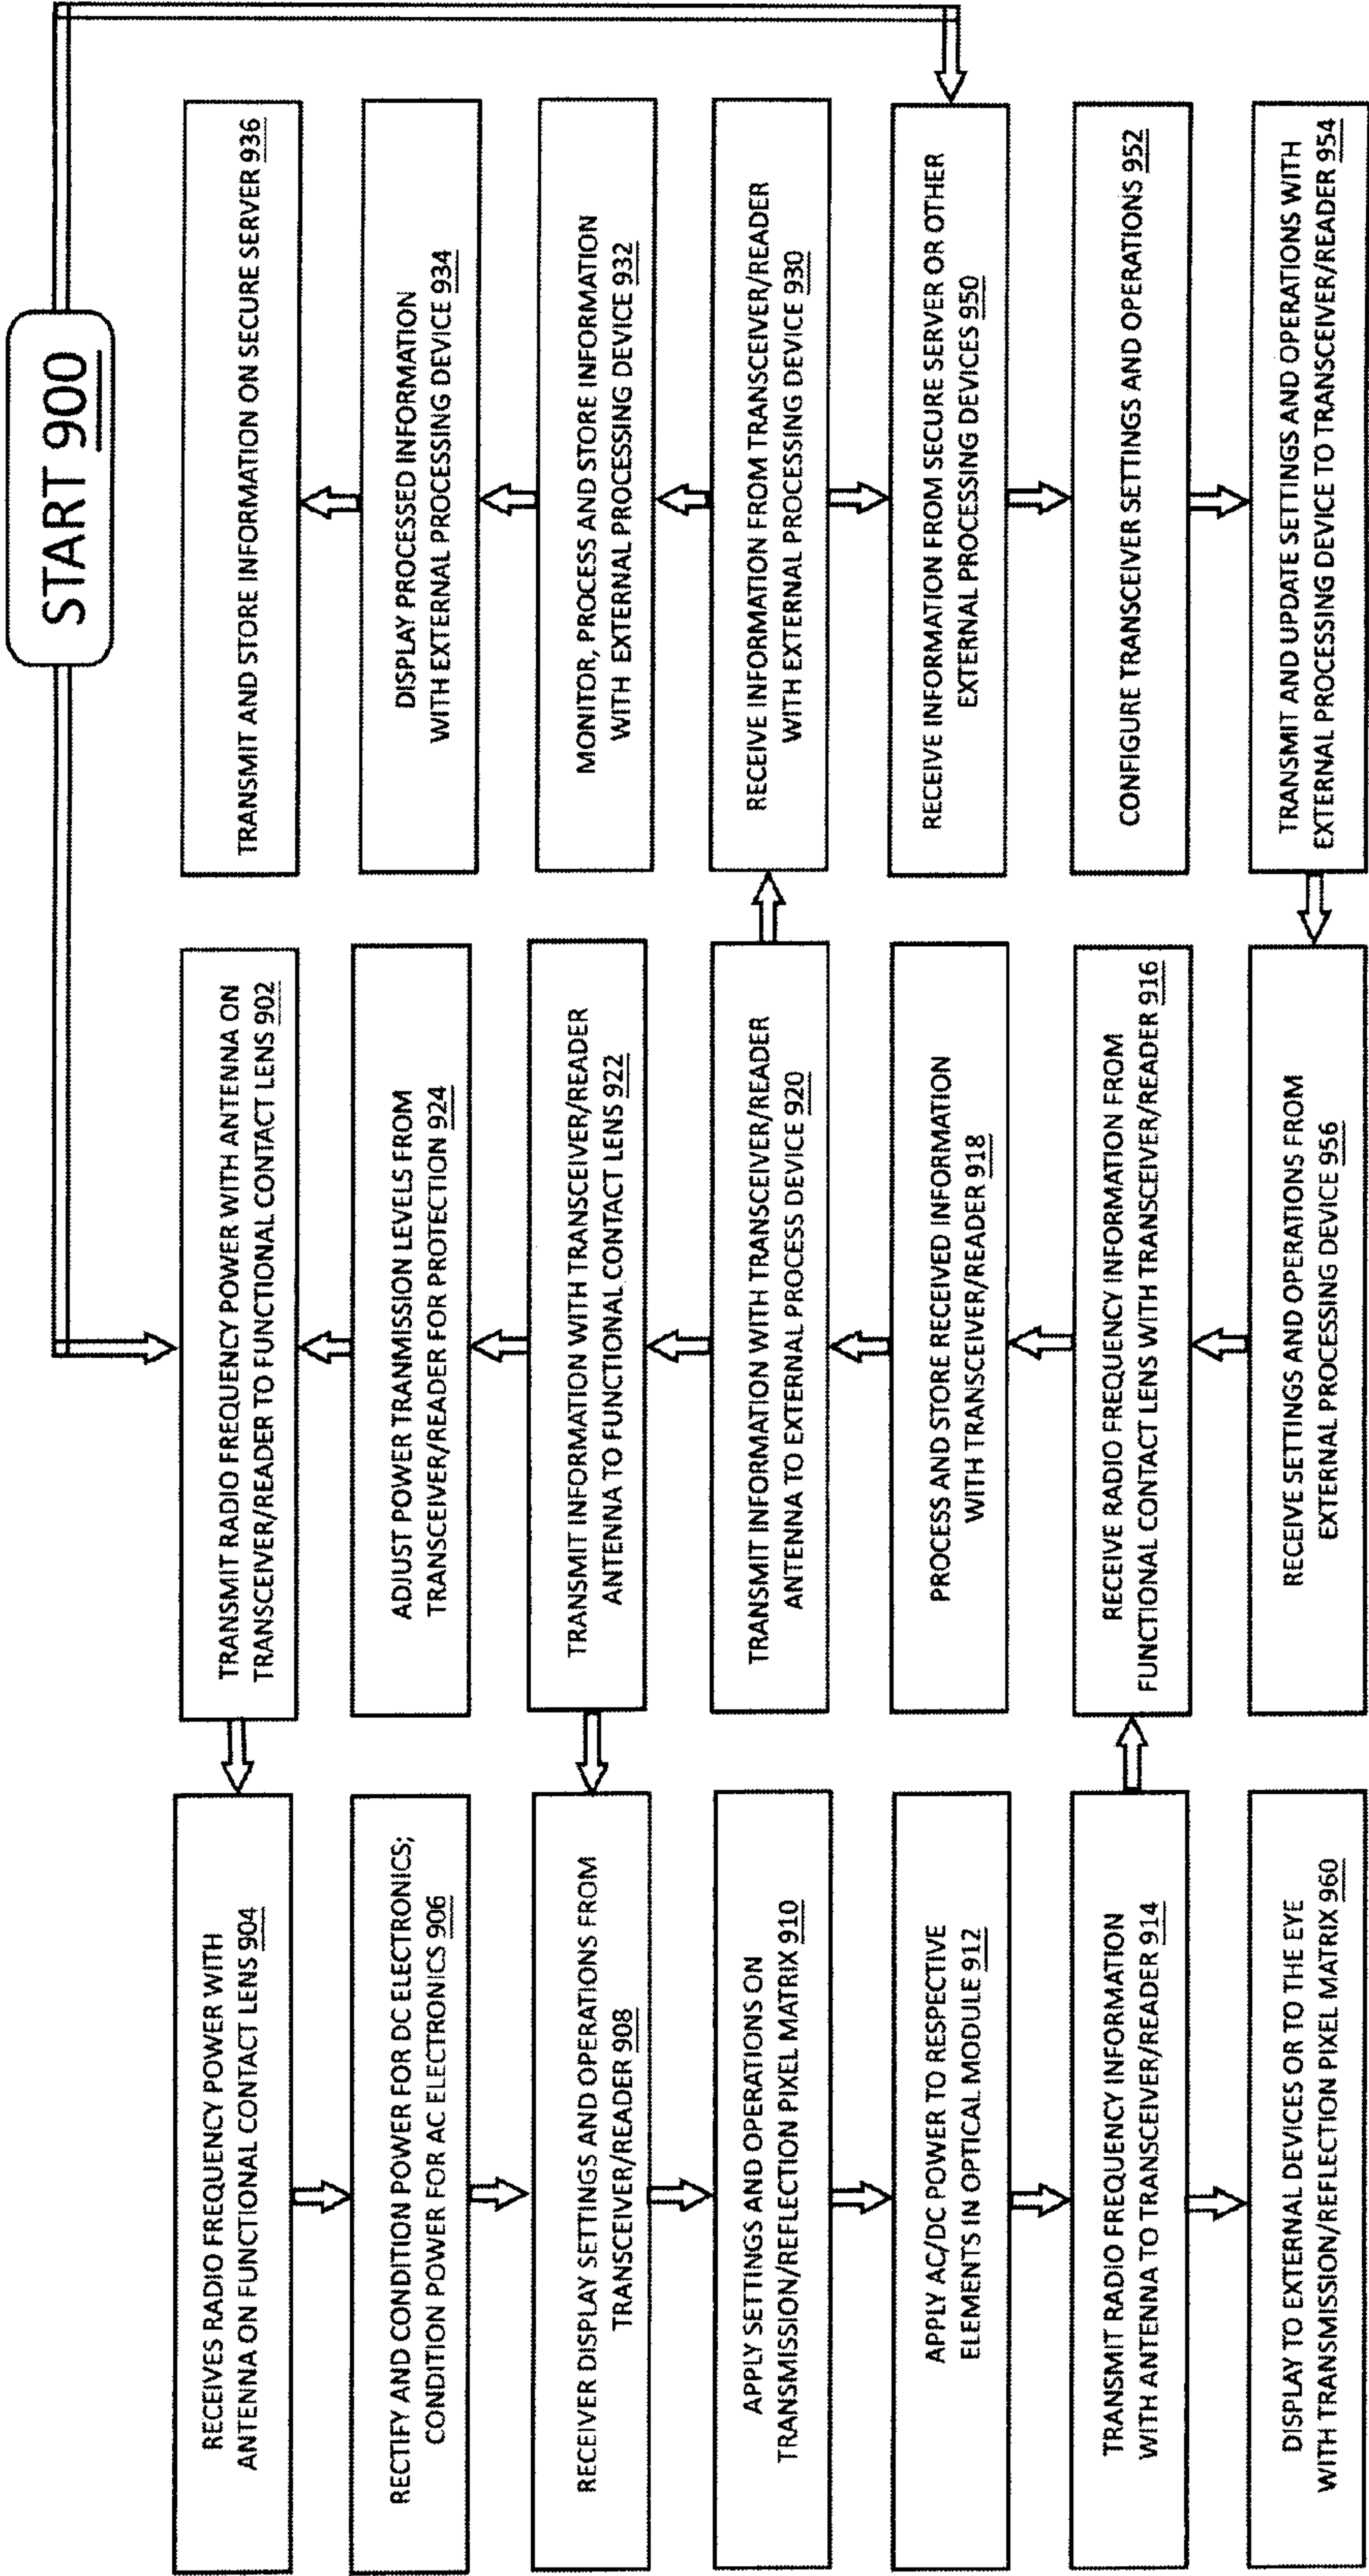 START 900
RECEIVES RADIO FREQUENCY POWER WITH
ANTENNA ON FUNCTIONAL CONTACT LENS 904
RECTIFY AND CONDITION POWER FOR DC ELECTRONICS;
CONDITION POWER FOR AC ELECTRONICS 906
RECEIVER DISPLAY SETTINGS AND OPERATIONS FROM
TRANSCEIVER/READER 908
APPLY SETTINGS AND OPERATIONS ON
TRANSMISSION/REFLECTION PIXEL MATRIX 910
APPLY AC/DC POWER TO RESPECTIVE
ELEMENTS IN OPTICAL MODULE 912
TRANSMIT RADIO FREQUENCY INFORMATION
WITH ANTENNA TO TRANSCEIVER/READER 914
DISPLAY TO EXTERNAL DEVICES OR TO THE EYE
WITH TRANSMISSION/REFLECTION PIXEL MATRIX 960
TRANSMIT RADIO FREQUENCY POWER WITH ANTENNA ON
TRANSCEIVER/READER TO FUNCTIONAL CONTACT LENS 902
ADJUST POWER TRANMISSION LEVELS FROM
TRANSCEIVER/READER FOR PROTECTION 924
TRANSMIT INFORMATION WITH TRANSCEIVER/READER
ANTENNA TO FUNCTIONAL CONTACT LENS 922
TRANSMIT INFORMATION WITH TRANSCEIVER/READER
ANTENNA TO EXTERNAL PROCESS DEVICE 920
PROCESS AND STORE RECEIVED INFORMATION
WITH TRANSCEIVER/READER 918
RECEIVE RADIO FREQUENCY INFORMATION FROM
FUNCTIONAL CONTACT LENS WITH TRANSCEIVER/READER 916
RECEIVE SETTINGS AND OPERATIONS FROM
EXTERNAL PROCESSING DEVICE 956
TRANSMIT AND STORE INFORMATION ON SECURE SERVER 936
DISPLAY PROCESSED INFORMATION
WITH EXTERNAL PROCESSING DEVICE 934
MONITOR, PROCESS AND STORE INFORMATION
WITH EXTERNAL PROCESSING DEVICE 932
RECEIVE INFORMATION FROM TRANSCEIVER/READER
WITH EXTERNAL PROCESSING DEVICE 930
RECEIVE INFORMATION FROM SECURE SERVER OR OTHER
EXTERNAL PROCESSING DEVICES 950
CONFIGURE TRANSCEIVER SETTINGS AND OPERATIONS 952
TRANSMIT AND UPDATE SETTINGS AND OPERATIONS WITH
EXTERNAL PROCESSING DEVICE TO TRANSCEIVER/READER 954